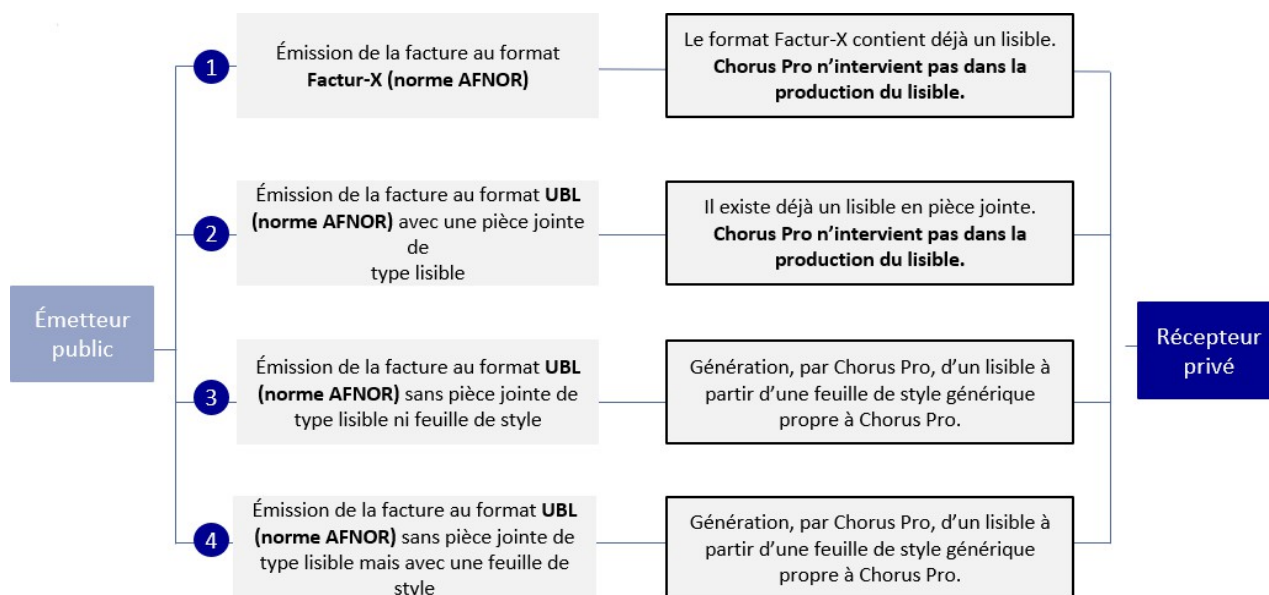 Émetteur
public
1
Émission de la facture au format
Factur-X (norme AFNOR)
Le format Factur-X contient déjà un lisible.
Chorus Pro n’intervient pas dans la
production du lisible.
2
Émission de la facture au format UBL
(norme AFNOR) avec une pièce jointe
de
type lisible
Il existe déjà un lisible en pièce jointe.
Chorus Pro n’intervient pas dans la
production du lisible.
3
Émission de la facture au format UBL
(norme AFNOR) sans pièce jointe de
type lisible ni feuille de style
Génération, par Chorus Pro, d’un lisible à
partir d’une feuille de style générique
propre à Chorus Pro.
4
Émission de la facture au format UBL
(norme AFNOR) sans pièce jointe de
type lisible mais avec une feuille de
style
Génération, par Chorus Pro, d’un lisible à
partir d’une feuille de style générique
propre à Chorus Pro.
Récepteur
privé